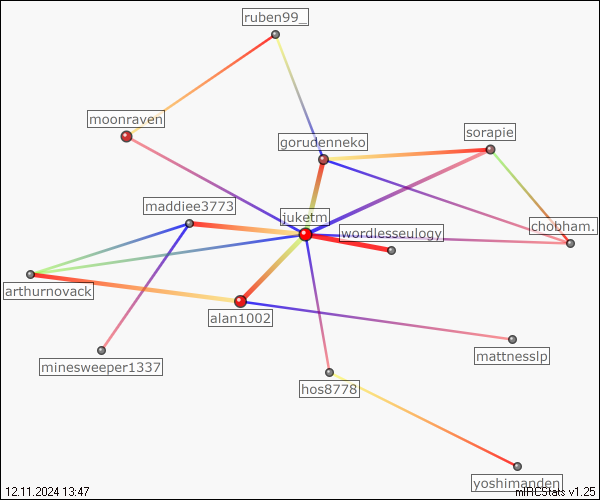 ruben99_
moonraven
gorudenneko
sorapie
maddiee3773
juketm
wordlesseulogy
chobham.
arthurnovack
alan1002
minesweeper1337
mattnesslp
hos8778
yoshimanden_
12.11.2024 13:47
mIRCStats v1.25